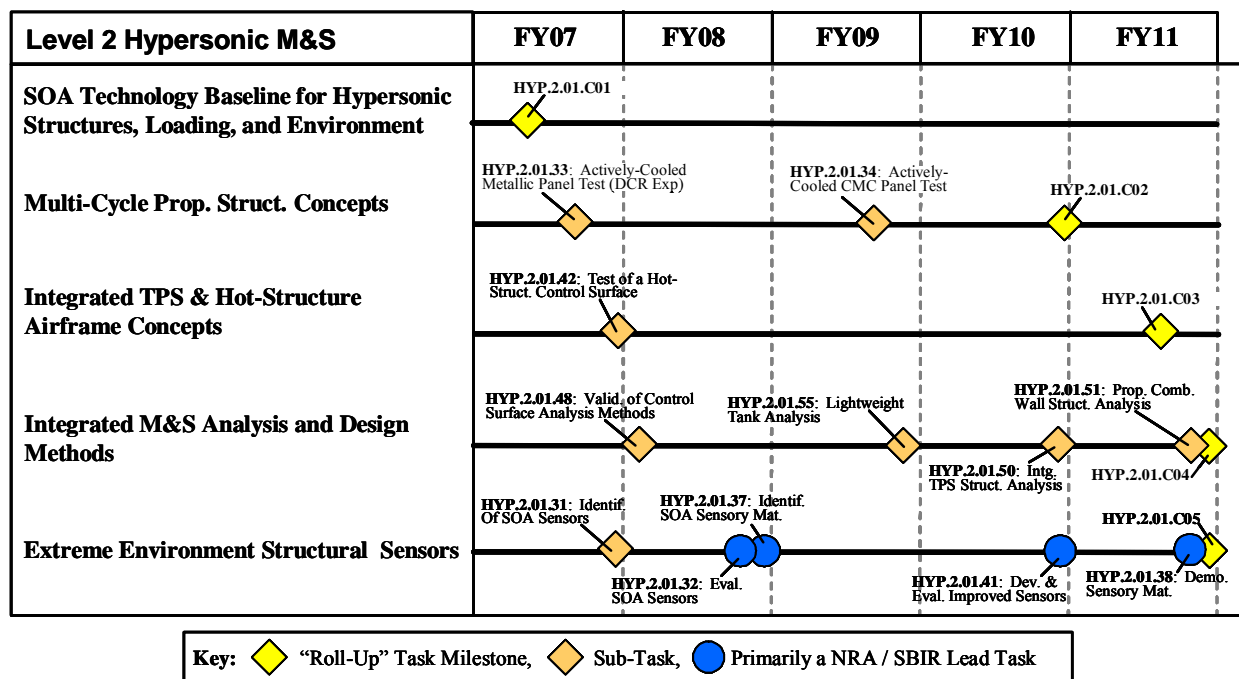 Level 2 Hypersonic M&S
FY07
FY08
FY09
FY10
FY11
SOA Technology Baseline for Hypersonic
Structures, Loading, and Environment
HYP.2.01.C01
Multi-Cycle Prop. Struct. Concepts
HYP.2.01.33: Actively-Cooled
Metallic Panel Test (DCR Exp)
HYP.2.01.34: Actively-
Cooled CMC Panel Test
HYP.2.01.C02
Integrated TPS & Hot-Structure
Airframe Concepts
HYP.2.01.42: Test of a Hot-
Struct. Control Surface
HYP.2.01.C03
Integrated M&S Analysis and Design
Methods
HYP.2.01.48: Valid. of Control
Surface Analysis Methods
HYP.2.01.55: Lightweight
Tank Analysis
HYP.2.01.50: Intg.
TPS Struct. Analysis
HYP.2.01.51: Prop. Comb.
Wall Struct. Analysis
HYP.2.01.C04
Extreme Environment Structural Sensors
HYP.2.01.31: Identif.
Of SOA Sensors
HYP.2.01.32: Eval.
SOA Sensors
HYP.2.01.37: Identif.
SOA Sensory Mat.
HYP.2.01.41: Dev. &
Eval. Improved Sensors
HYP.2.01.C05
HYP.2.01.38: Demo.
Sensory Mat.
Key: "Roll-Up" Task Milestone, Sub-Task, Primarily a NRA / SBIR Lead Task